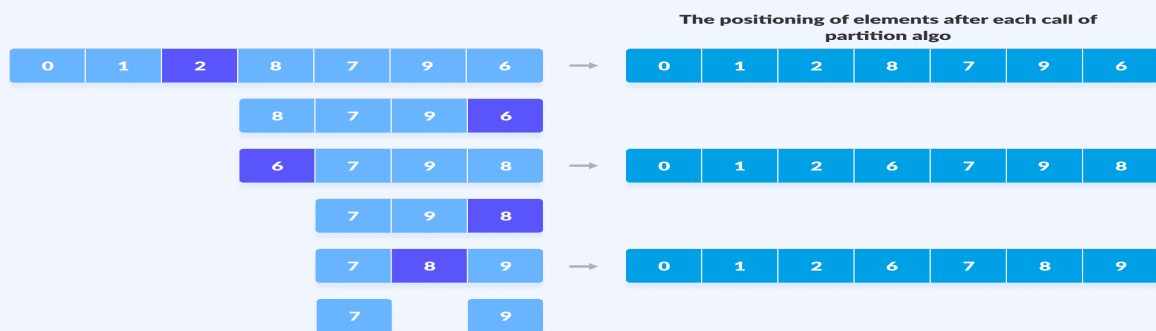 The positioning of elements after each call of
partition algo
0 1 2 8 7 9 6 0 1 2 8 7 9 6
8 7 9 6
6 7 9 8 0 1 2 6 7 9 8
7 9 8
7 8 9 0 1 2 6 7 8 9
7 9